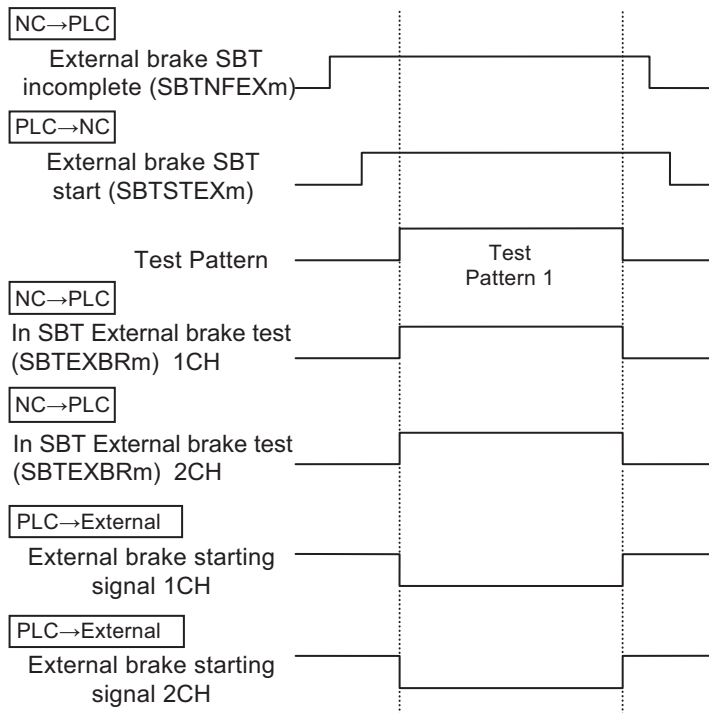 NC→PLC
External brake SBT
incomplete (SBTNFEXm)
PLC→NC
External brake SBT
start (SBTSTEXm)
Test Pattern
Test
Pattern 1
NC→PLC
In SBT External brake test
(SBTEXBRm) 1CH
NC→PLC
In SBT External brake test
(SBTEXBRm) 2CH
PLC→External
External brake starting
signal 1CH
PLC→External
External brake starting
signal 2CH